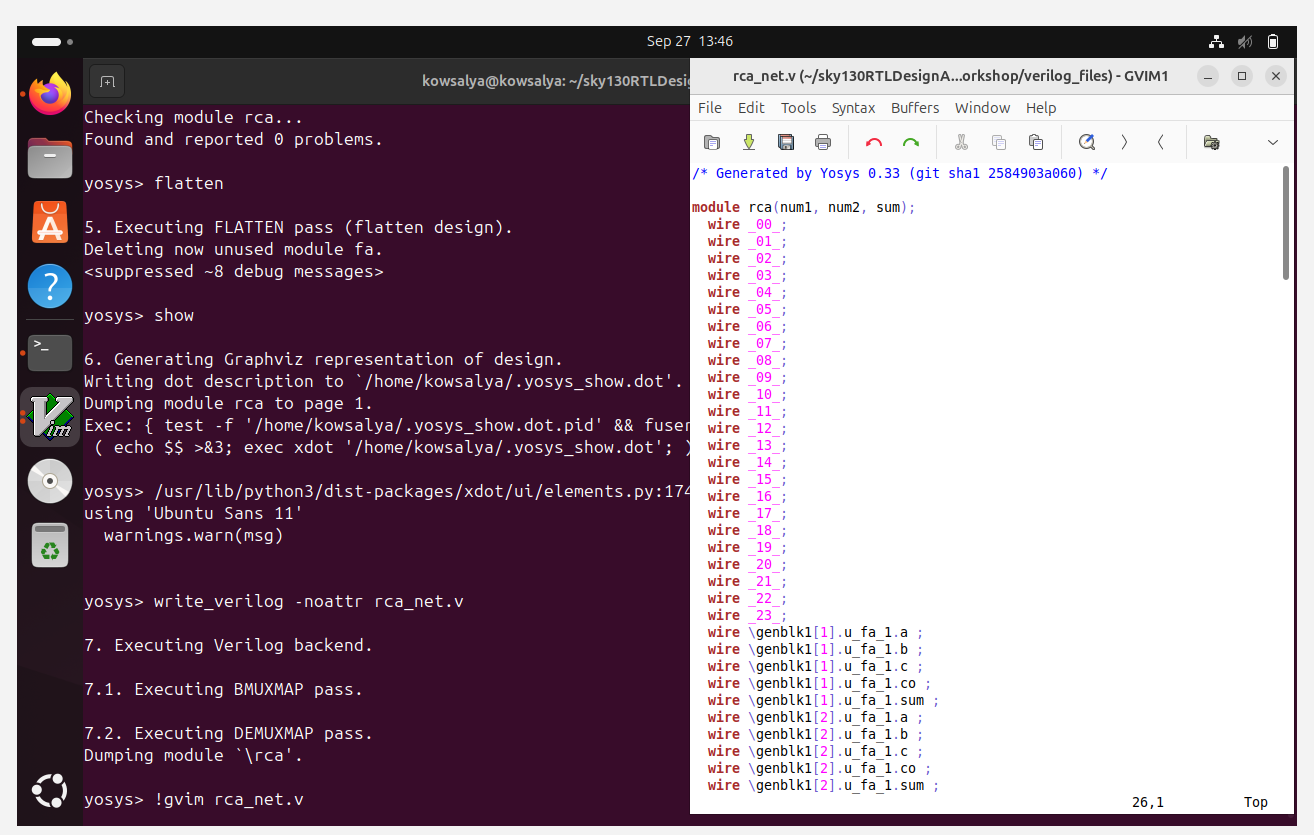 Sep 27 13:46
kowsalya@kowsalya: ~/sky130RTLDesi
Checking module rca...
Found and reported 0 problems.
yosys> flatten
5. Executing FLATTEN pass (flatten design).
Deleting now unused module fa.
<suppressed ~8 debug messages>
yosys> show
6. Generating Graphviz representation of design.
Writing dot description to `/home/kowsalya/.yosys_show.dot'.
Dumping module rca to page 1.
Exec: { test -f '/home/kowsalya/.yosys_show.dot.pid' && fuser
( echo $$ >&3; exec xdot '/home/kowsalya/.yosys_show.dot'; )
yosys> /usr/lib/python3/dist-packages/xdot/ui/elements.py:174
using 'Ubuntu Sans 11'
warnings.warn(msg)
yosys> write_verilog -noattr rca_net.v
7. Executing Verilog backend.
7.1. Executing BMUXMAP pass.
7.2. Executing DEMUXMAP pass.
Dumping module `\rca'.
yosys> !gvim rca_net.v
rca_net.v (~/sky130RTLDesignA...orkshop/verilog_files) - GVIM1
File Edit Tools Syntax Buffers Window Help
/* Generated by Yosys 0.33 (git sha1 2584903a060) */
module rca(num1, num2, sum);
wire _00_;
wire _01_;
wire _02_;
wire _03_;
wire _04_;
wire _05_;
wire _06_;
wire _07_;
wire _08_;
wire _09_;
wire _10_;
wire _11_;
wire _12_;
wire _13_;
wire _14_;
wire _15_;
wire _16_;
wire _17_;
wire _18_;
wire _19_;
wire _20_;
wire _21_;
wire _22_;
wire _23_;
wire \genblk1[1].u_fa_1.a ;
wire \genblk1[1].u_fa_1.b ;
wire \genblk1[1].u_fa_1.c ;
wire \genblk1[1].u_fa_1.co ;
wire \genblk1[1].u_fa_1.sum ;
wire \genblk1[2].u_fa_1.a ;
wire \genblk1[2].u_fa_1.b ;
wire \genblk1[2].u_fa_1.c ;
wire \genblk1[2].u_fa_1.co ;
wire \genblk1[2].u_fa_1.sum ;
26,1 Top